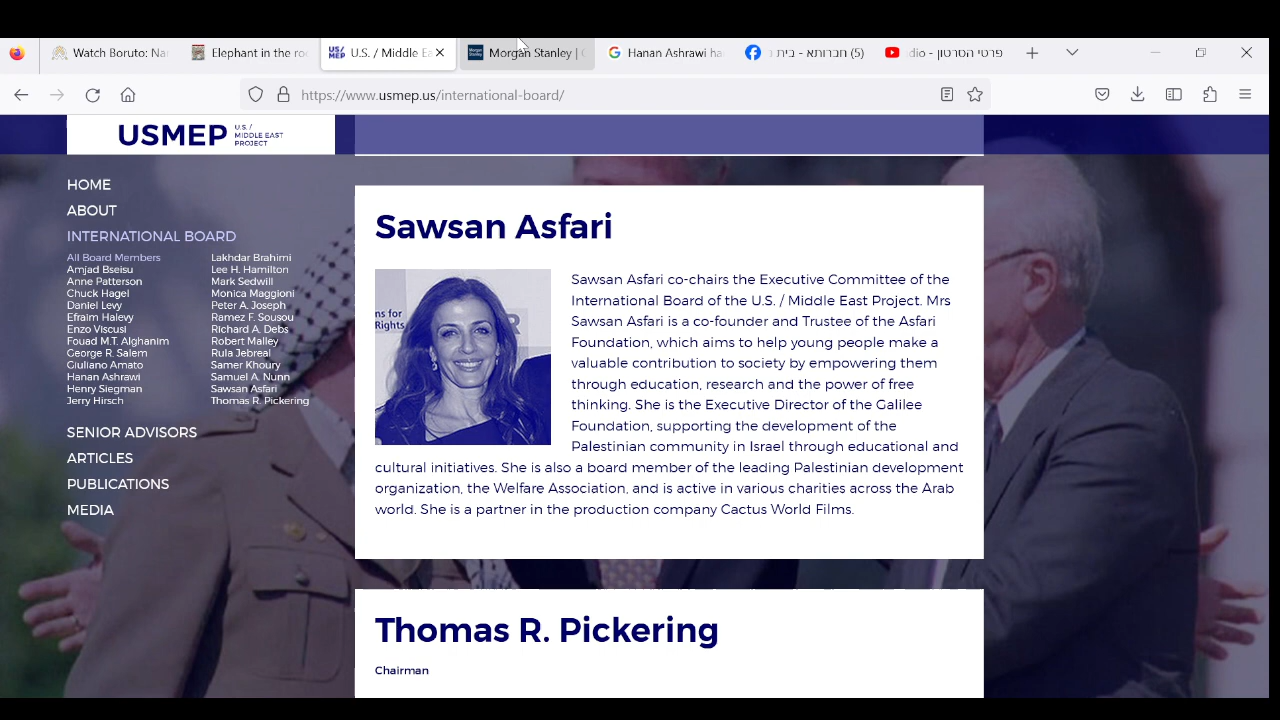 Watch Boruto: Na
Elephant in the ro
U.S. / Middle Ea
Morgan Stanley |
Hanan Ashrawi ha
(5) חברותא - בית
פרטי הסרטון - dio
https://www.usmep.us/international-board/
USMEP
U.S. /
MIDDLE EAST
PROJECT
HOME
ABOUT
INTERNATIONAL BOARD
All Board Members
Amjad Bseisu
Anne Patterson
Chuck Hagel
Daniel Levy
Efraim Halevy
Enzo Viscusi
Fouad M.T. Alghanim
George R. Salem
Giuliano Amato
Hanan Ashrawi
Henry Siegman
Jerry Hirsch
Lakhdar Brahimi
Lee H. Hamilton
Mark Sedwill
Monica Maggioni
Peter A. Joseph
Ramez F. Sousou
Richard A. Debs
Robert Malley
Rula Jebreal
Samer Khoury
Samuel A. Nunn
Sawsan Asfari
Thomas R. Pickering
SENIOR ADVISORS
ARTICLES
PUBLICATIONS
MEDIA
Sawsan Asfari
ns for
Rights
Sawsan Asfari co-chairs the Executive Committee of the
International Board of the U.S. / Middle East Project. Mrs
Sawsan Asfari is a co-founder and Trustee of the Asfari
Foundation, which aims to help young people make a
valuable contribution to society by empowering them
through education, research and the power of free
thinking. She is the Executive Director of the Galilee
Foundation, supporting the development of the
Palestinian community in Israel through educational and
cultural initiatives. She is also a board member of the leading Palestinian development
organization, the Welfare Association, and is active in various charities across the Arab
world. She is a partner in the production company Cactus World Films.
Thomas R. Pickering
Chairman